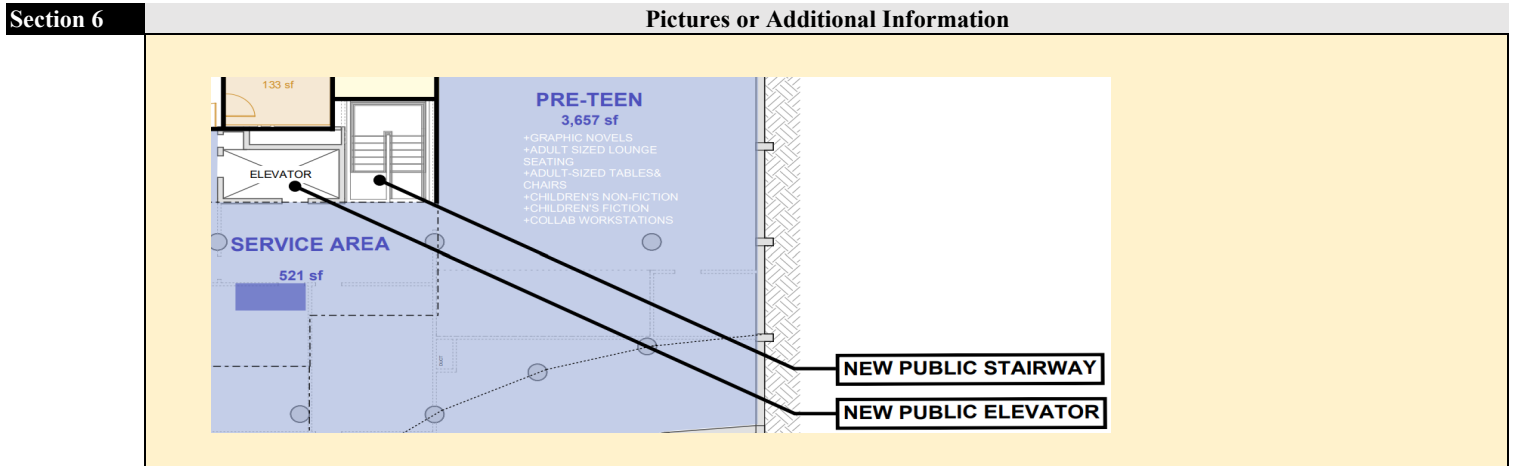 Section 6
Pictures or Additional Information
133 sf
PRE-TEEN
3,657 sf
+GRAPHIC NOVELS
+ADULT SIZED LOUNGE
SEATING
+ADULT-SIZED TABLES&
CHAIRS
+CHILDREN'S NON-FICTION
+CHILDREN'S FICTION
+COLLAB WORKSTATIONS
ELEVATOR
SERVICE AREA
521 sf
NEW PUBLIC STAIRWAY
NEW PUBLIC ELEVATOR